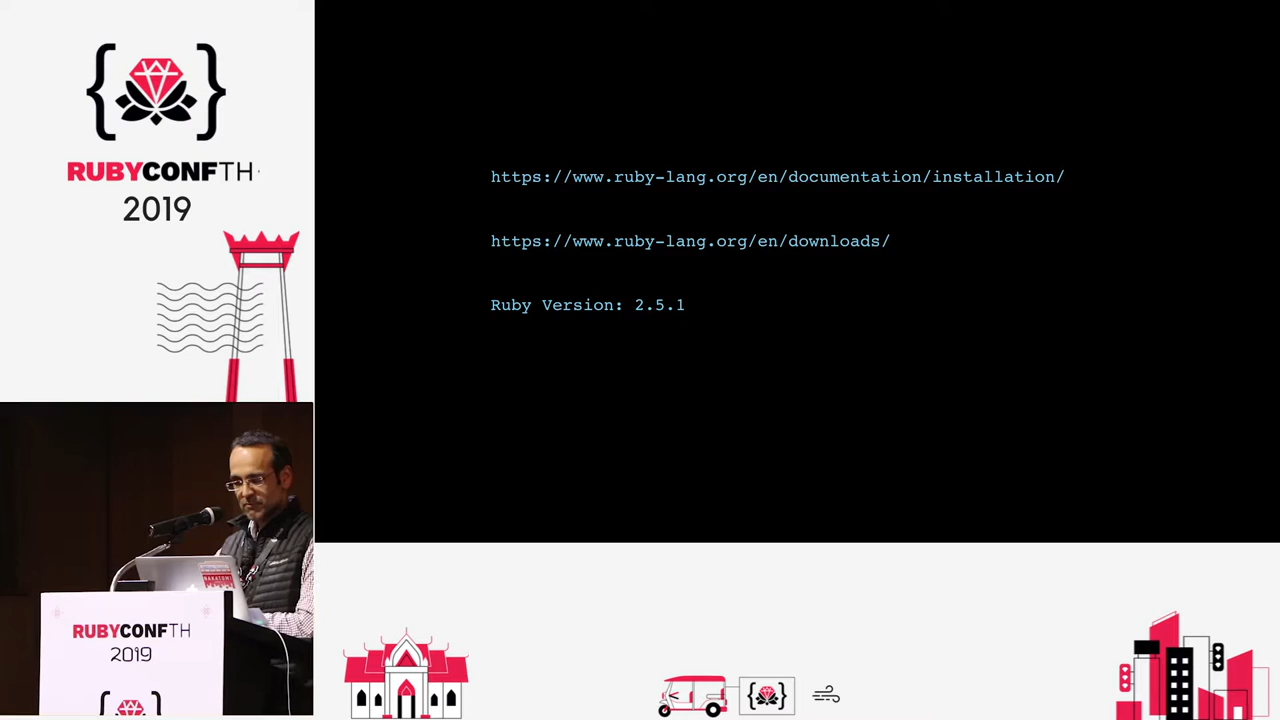 RUBYCONFTH
2019
https://www.ruby-lang.org/en/documentation/installation/
https://www.ruby-lang.org/en/downloads/
Ruby Version: 2.5.1
NAKATOMI
RUBYCONFTH
2019